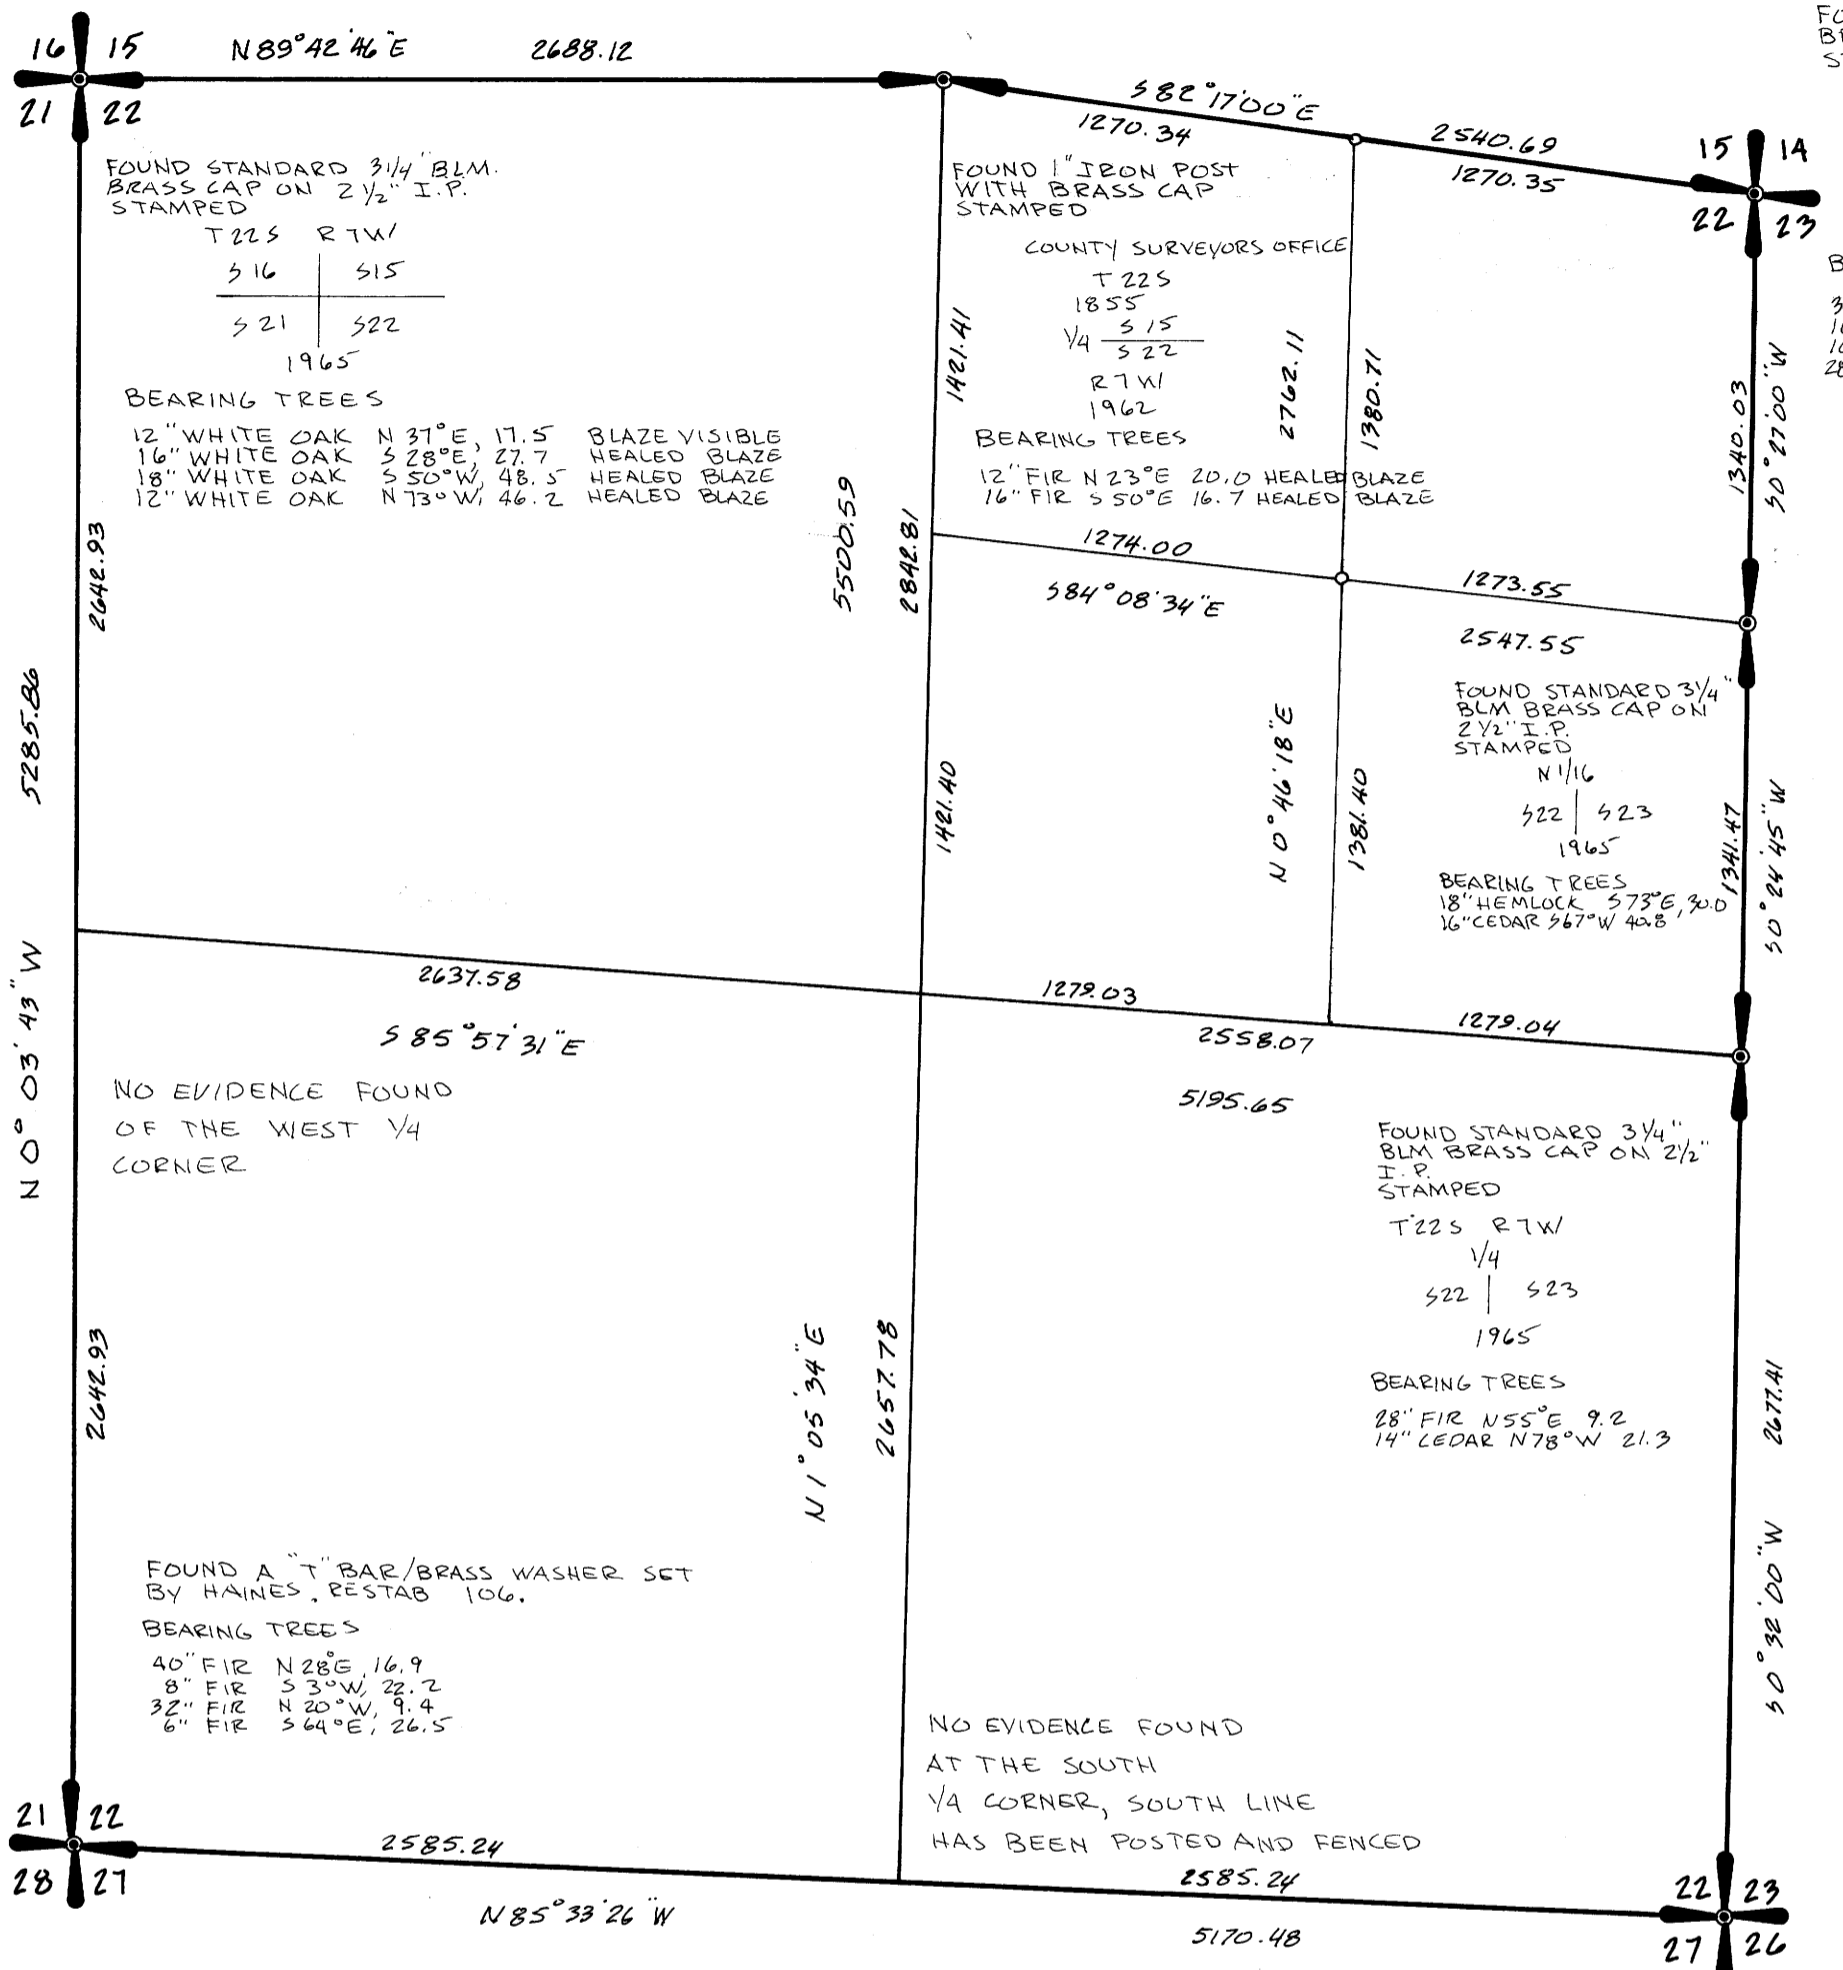 16 15 N89°42'46"E 2688.12
21 22
S82°17'00"E
1270.34
2540.69
1270.35
15 14
22 23
FOUND STANDARD 3 1/4" BLM.
BRASS CAP ON 2 1/2" I.P.
STAMPED
T 22 S R 7 W
S 16 S15
S 21 S22
1965
BEARING TREES
12" WHITE OAK N 37°E, 17.5 BLAZE VISIBLE
16" WHITE OAK S 28°E, 27.7 HEALED BLAZE
18" WHITE OAK S 50°W, 48.5 HEALED BLAZE
12" WHITE OAK N 73°W, 46.2 HEALED BLAZE
FOUND 1" IRON POST
WITH BRASS CAP
STAMPED
COUNTY SURVEYORS OFFICE
T 22 S
1855
1/4 S 15
S 22
R 7 W
1962
BEARING TREES
12" FIR N 23°E 20.0 HEALED BLAZE
16" FIR S 50°E 16.7 HEALED BLAZE
1421.41
2762.11
1380.71
1340.03
S0°27'00"W
2642.93
5500.59
2842.81
1274.00
S84°08'34"E
1273.55
2547.55
5285.86
N 0° 03' 43" W
1421.40
N 0° 46' 18" E
1381.40
FOUND STANDARD 3 1/4"
BLM BRASS CAP ON
2 1/2" I.P.
STAMPED
N 1/16
S22 S23
1965
BEARING TREES
18" HEMLOCK S73°E, 30.0
16" CEDAR S67°W 40.8
1341.47
S0°24'45"W
2637.58
S 85°57'31"E
1279.03
2558.07
1279.04
5195.65
NO EVIDENCE FOUND
OF THE WEST 1/4
CORNER
FOUND STANDARD 3 1/4"
BLM BRASS CAP ON 2 1/2"
I.P.
STAMPED
T 22 S R 7 W
1/4
S22 S23
1965
BEARING TREES
28" FIR N55°E 9.2
14" CEDAR N78°W 21.3
2642.93
N 1° 05' 34" E
2657.78
2677.41
S0°32'00"W
FOUND A "T" BAR/BRASS WASHER SET
BY HAINES. RESTAB 106.
BEARING TREES
40" FIR N 28°E, 16.9
8" FIR S 3°W, 22.2
32" FIR N 20°W, 9.4
6" FIR S 64°E, 26.5
NO EVIDENCE FOUND
AT THE SOUTH
1/4 CORNER, SOUTH LINE
HAS BEEN POSTED AND FENCED
21 22
28 27
2585.24
N85°33'26"W
2585.24
5170.48
22 23
27 26